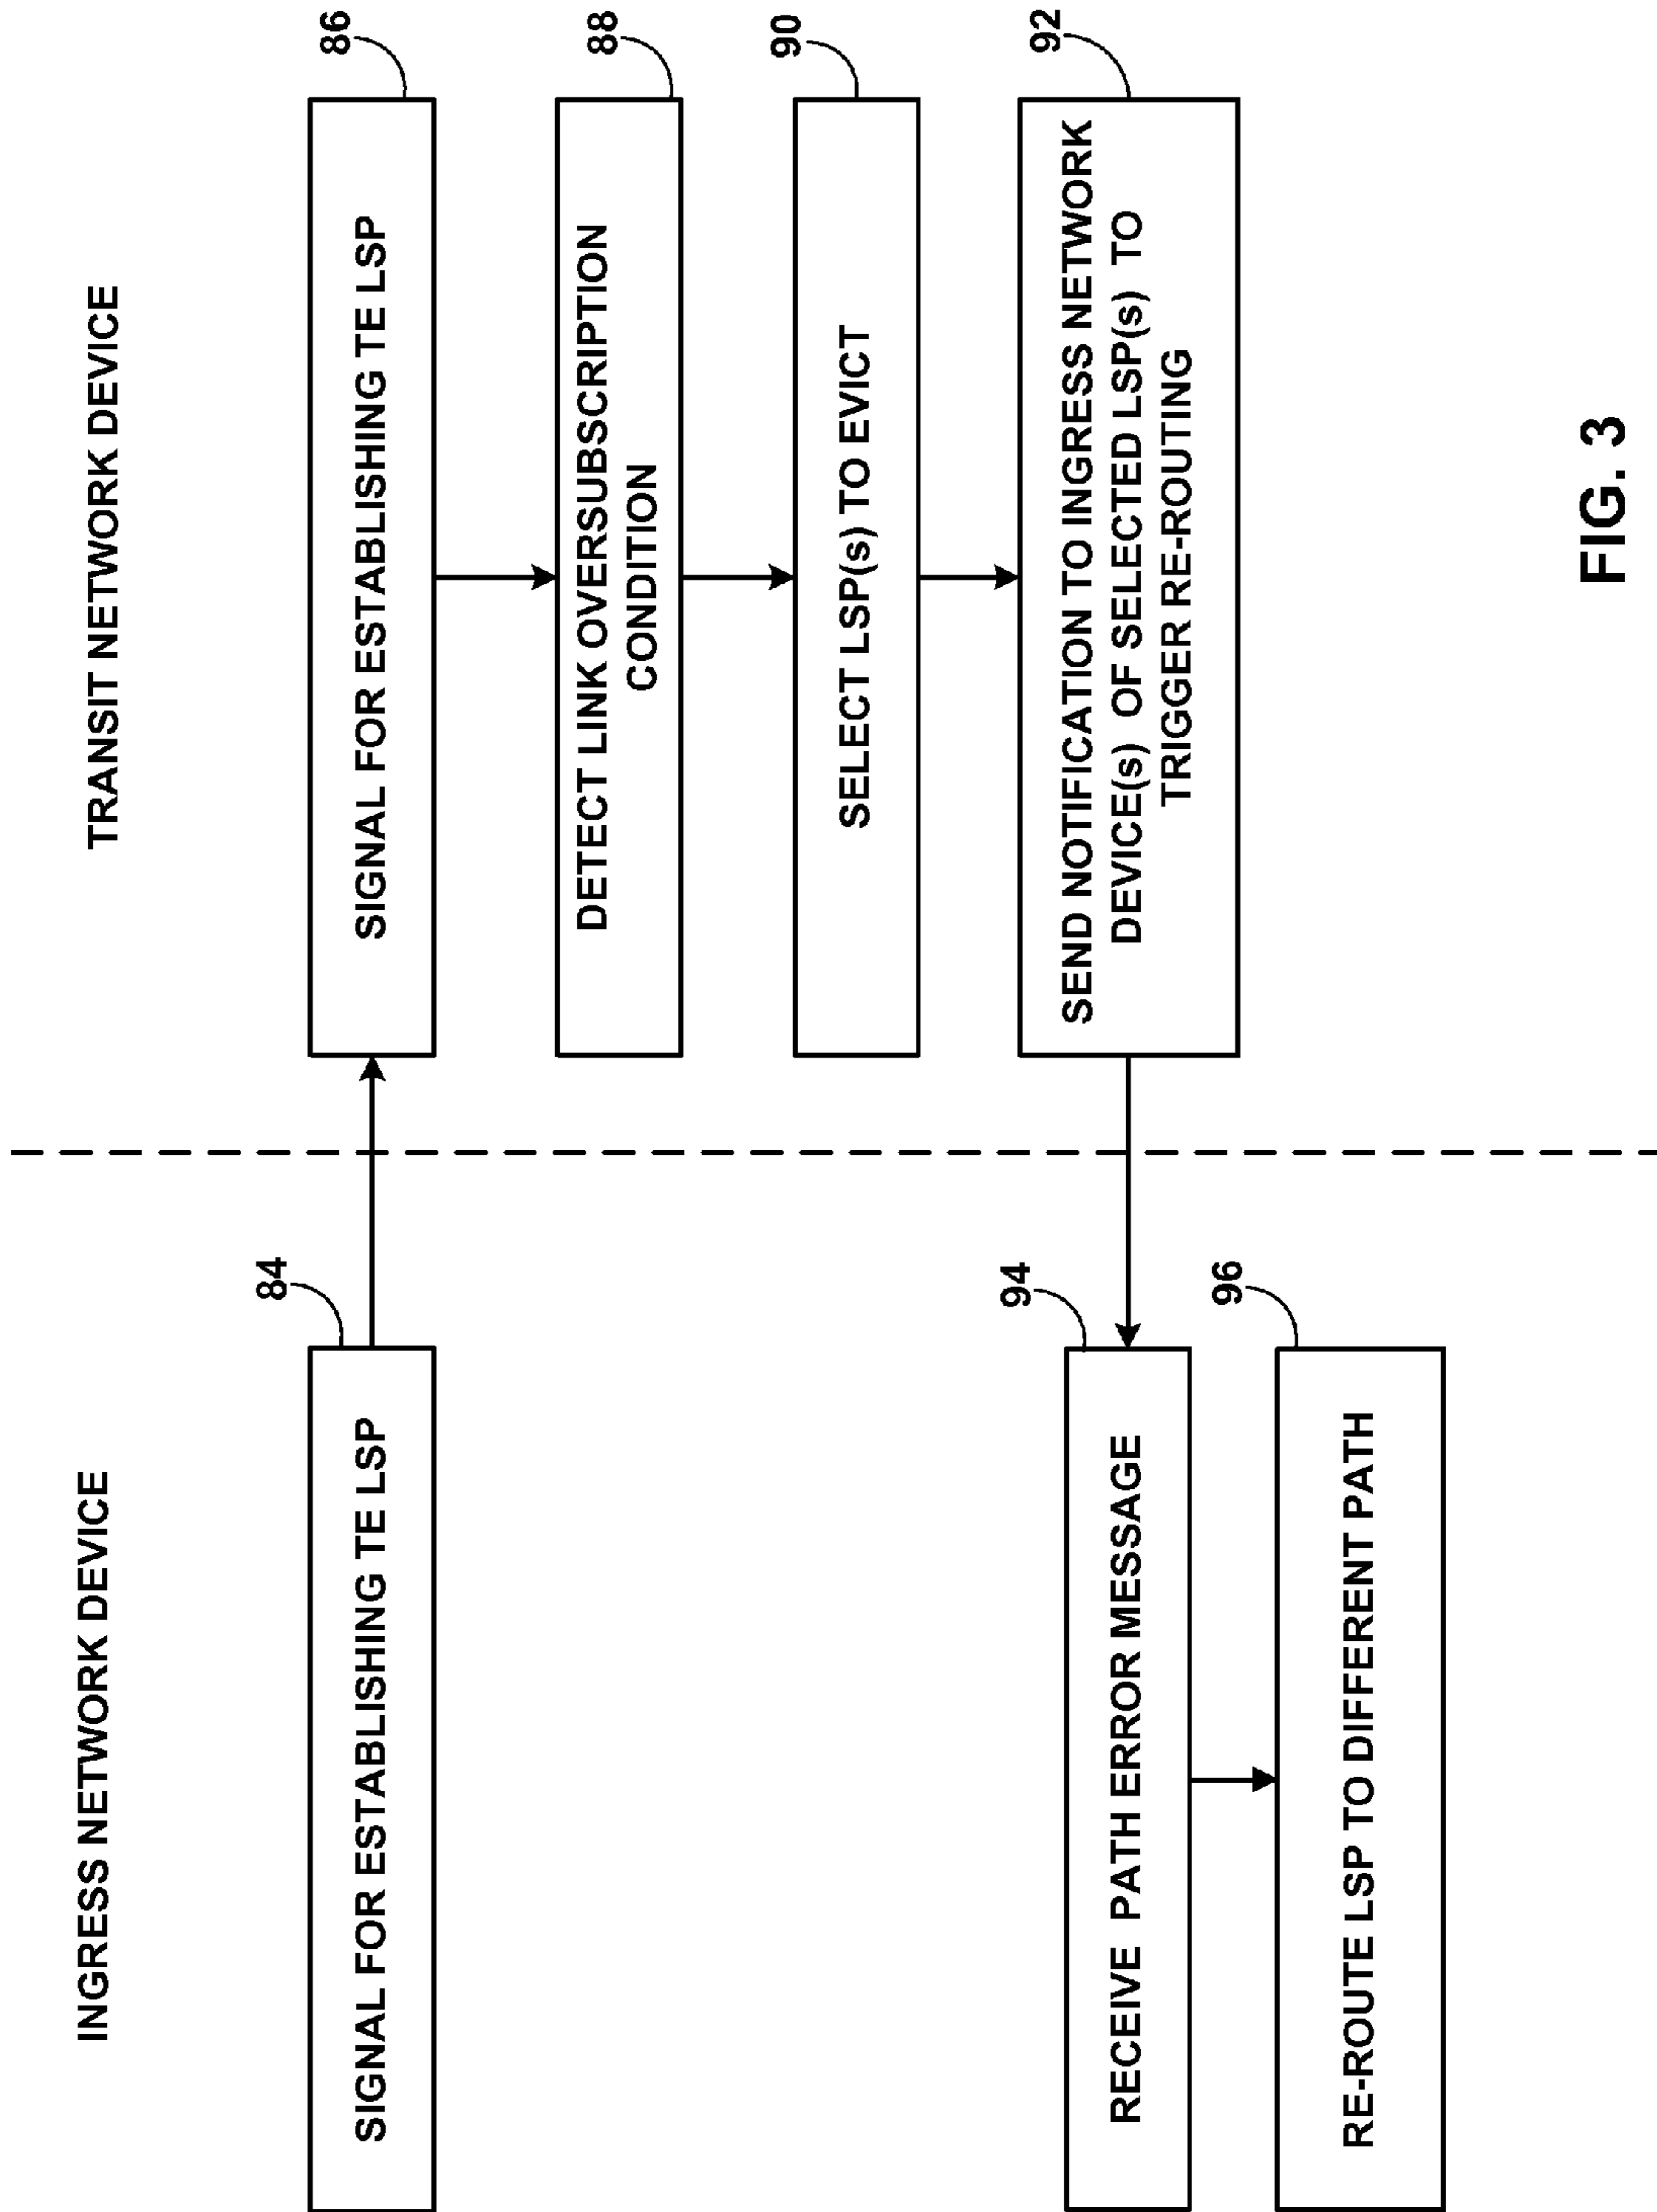 INGRESS NETWORK DEVICE
TRANSIT NETWORK DEVICE
84
SIGNAL FOR ESTABLISHING TE LSP
86
SIGNAL FOR ESTABLISHING TE LSP
88
DETECT LINK OVERSUBSCRIPTION
CONDITION
90
SELECT LSP(s) TO EVICT
92
SEND NOTIFICATION TO INGRESS NETWORK
DEVICE(s) OF SELECTED LSP(s) TO
TRIGGER RE-ROUTING
94
RECEIVE PATH ERROR MESSAGE
96
RE-ROUTE LSP TO DIFFERENT PATH
FIG. 3